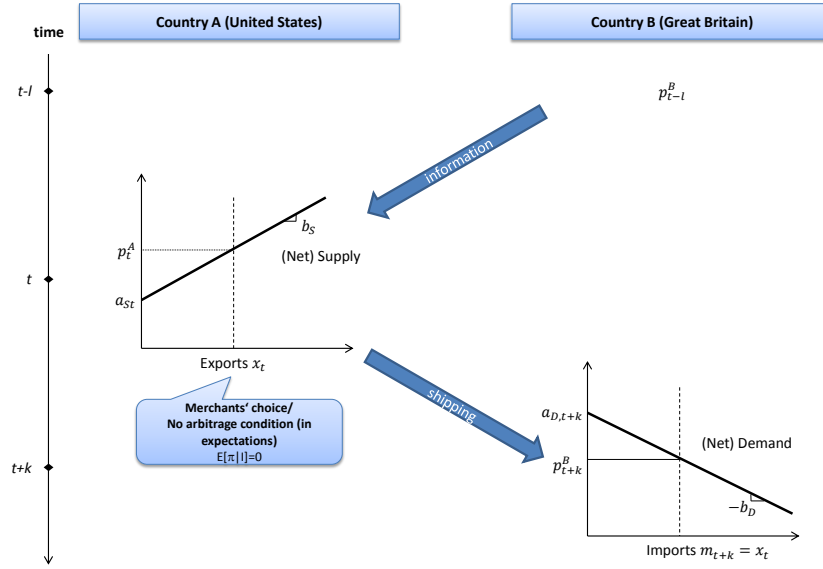 Country A (United States)
Country B (Great Britain)
time
t-l
p^B_{t-l}
information
b_S
p_t^A
(Net) Supply
t
a_{St}
Exports x_t
shipping
Merchants‘ choice/
No arbitrage condition (in
expectations)
E[π|I]=0
a_{D,t+k}
(Net) Demand
t+k
p^B_{t+k}
−b_D
Imports m_{t+k} = x_t